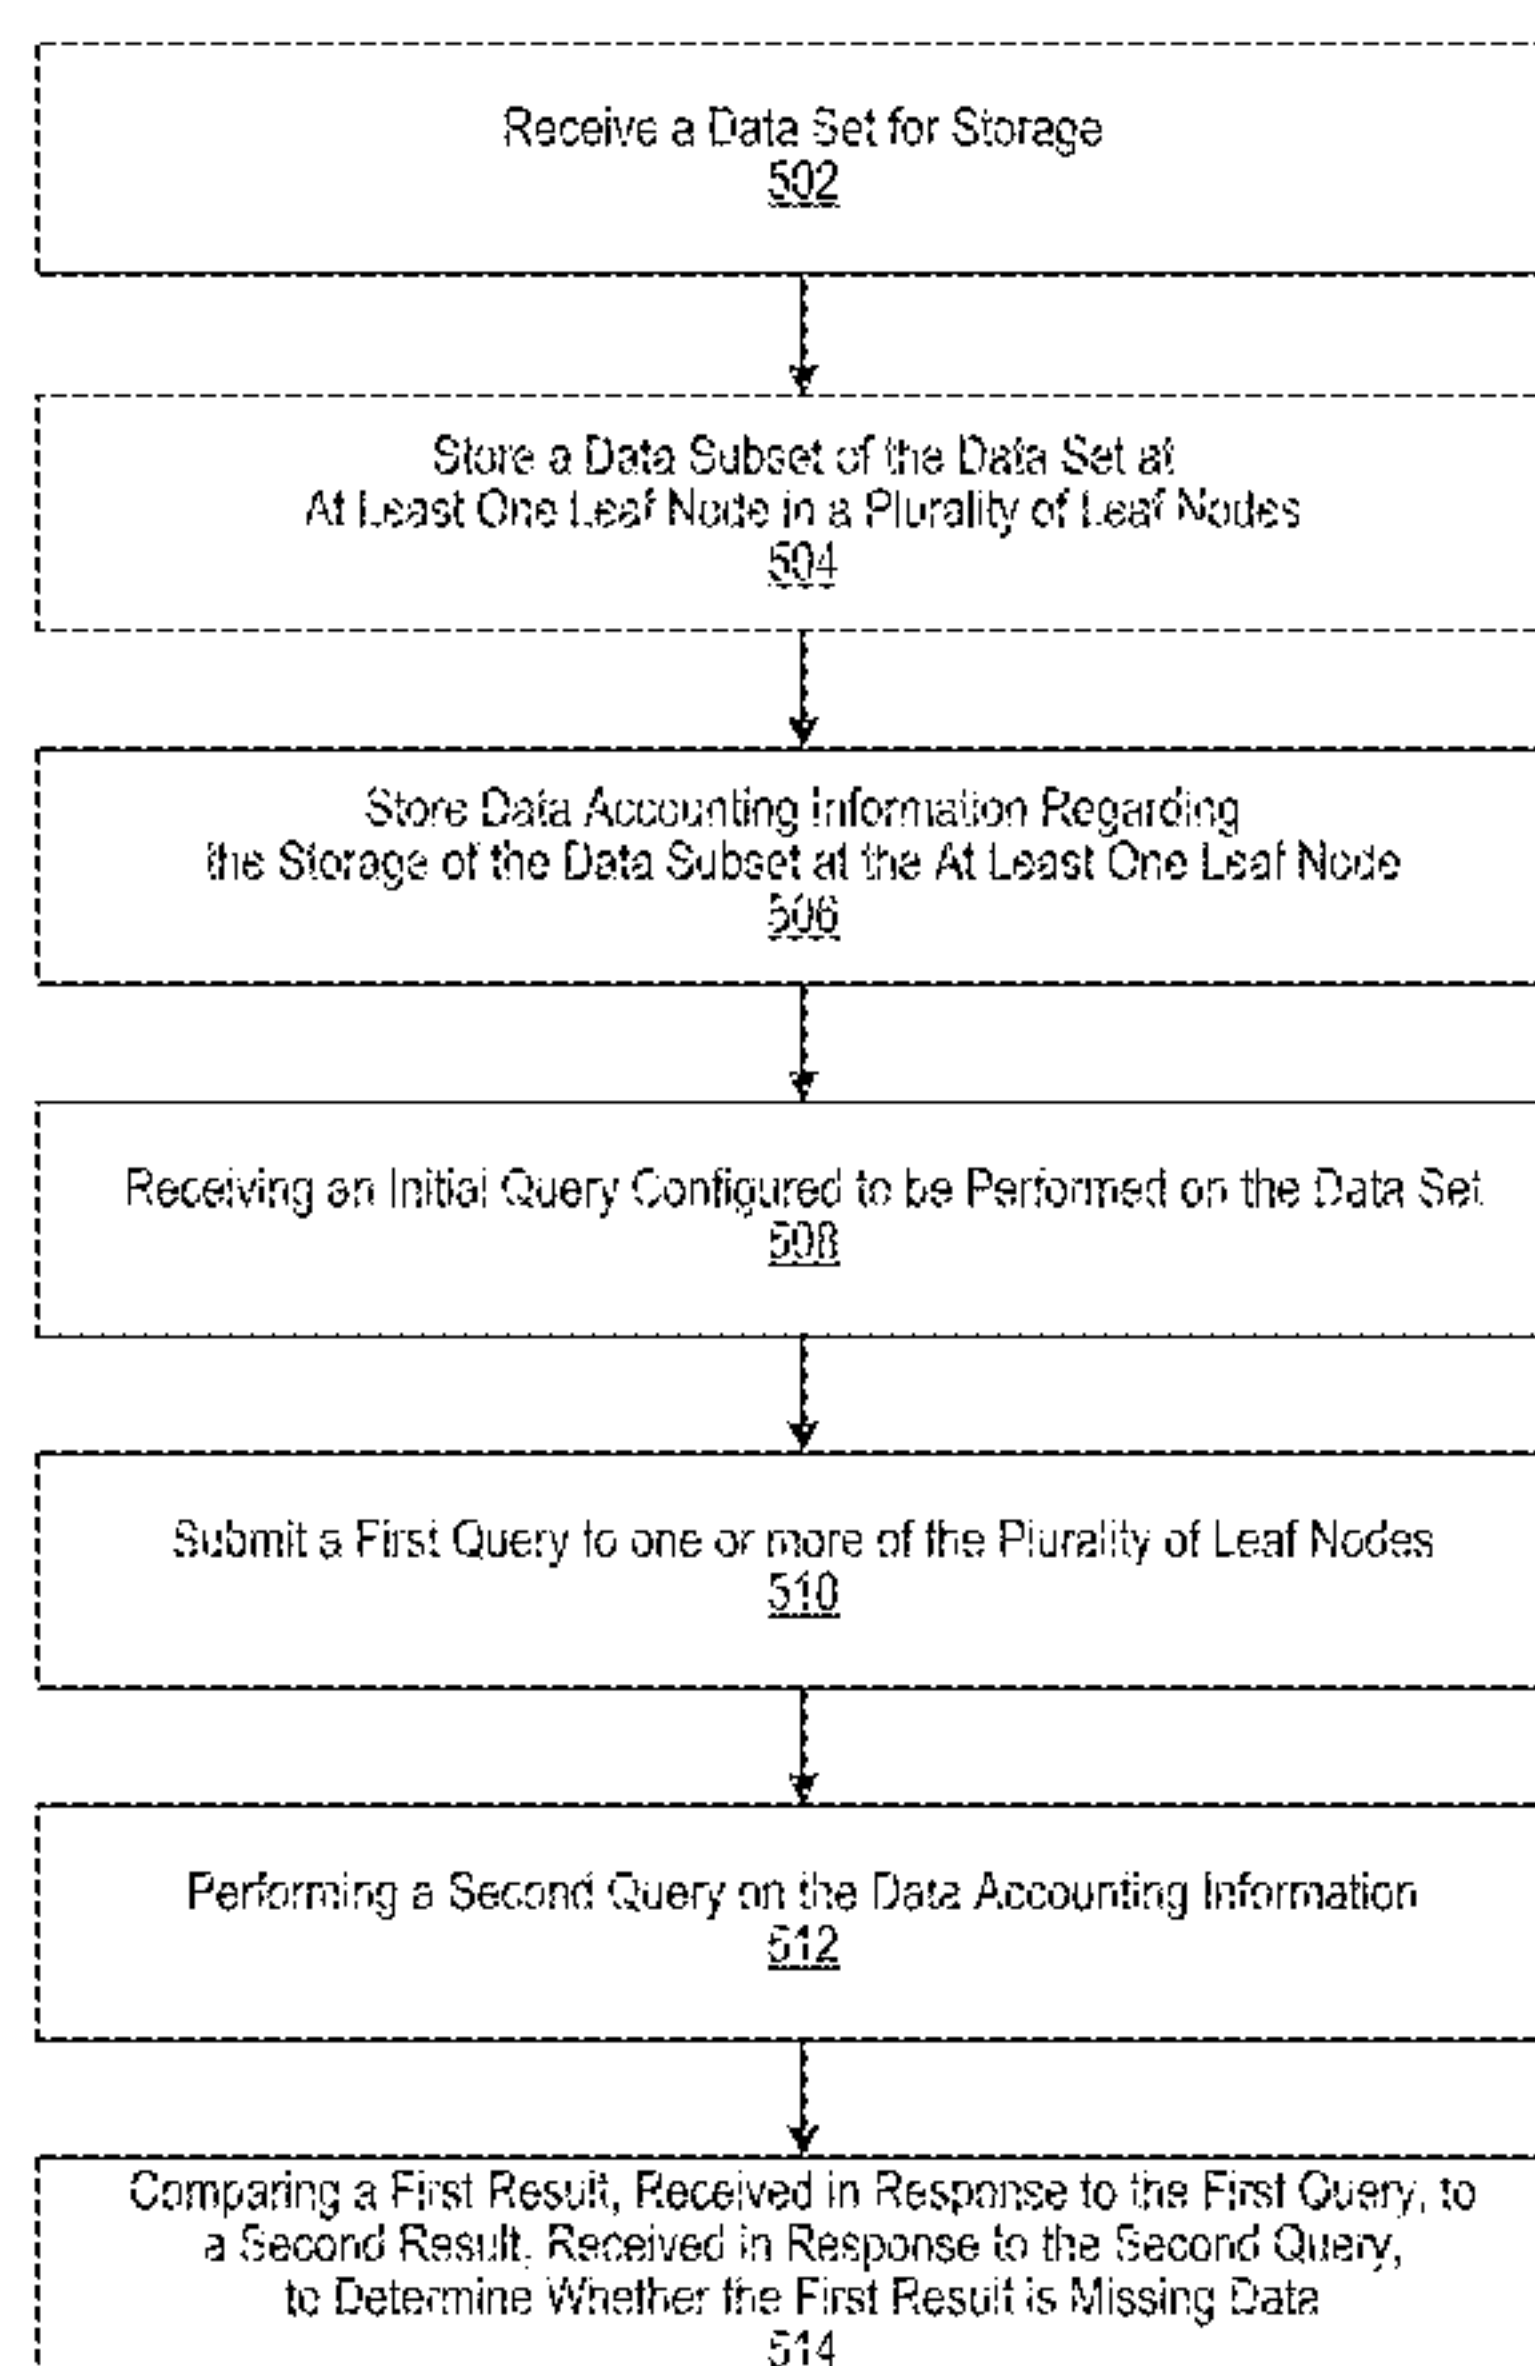 Receive a Data Set for Storage
502
Store a Data Subset of the Data Set at
At Least One Leaf Node in a Plurality of Leaf Nodes
504
Store Data Accounting Information Regarding
the Storage of the Data Subset at the At Least One Leaf Node
506
Receiving an Initial Query Configured to be Performed on the Data Set
508
Submit a First Query to one or more of the Plurality of Leaf Nodes
510
Performing a Second Query on the Data Accounting Information
512
Comparing a First Result, Received in Response to the First Query, to
a Second Result, Received in Response to the Second Query,
to Determine Whether the First Result is Missing Data
514